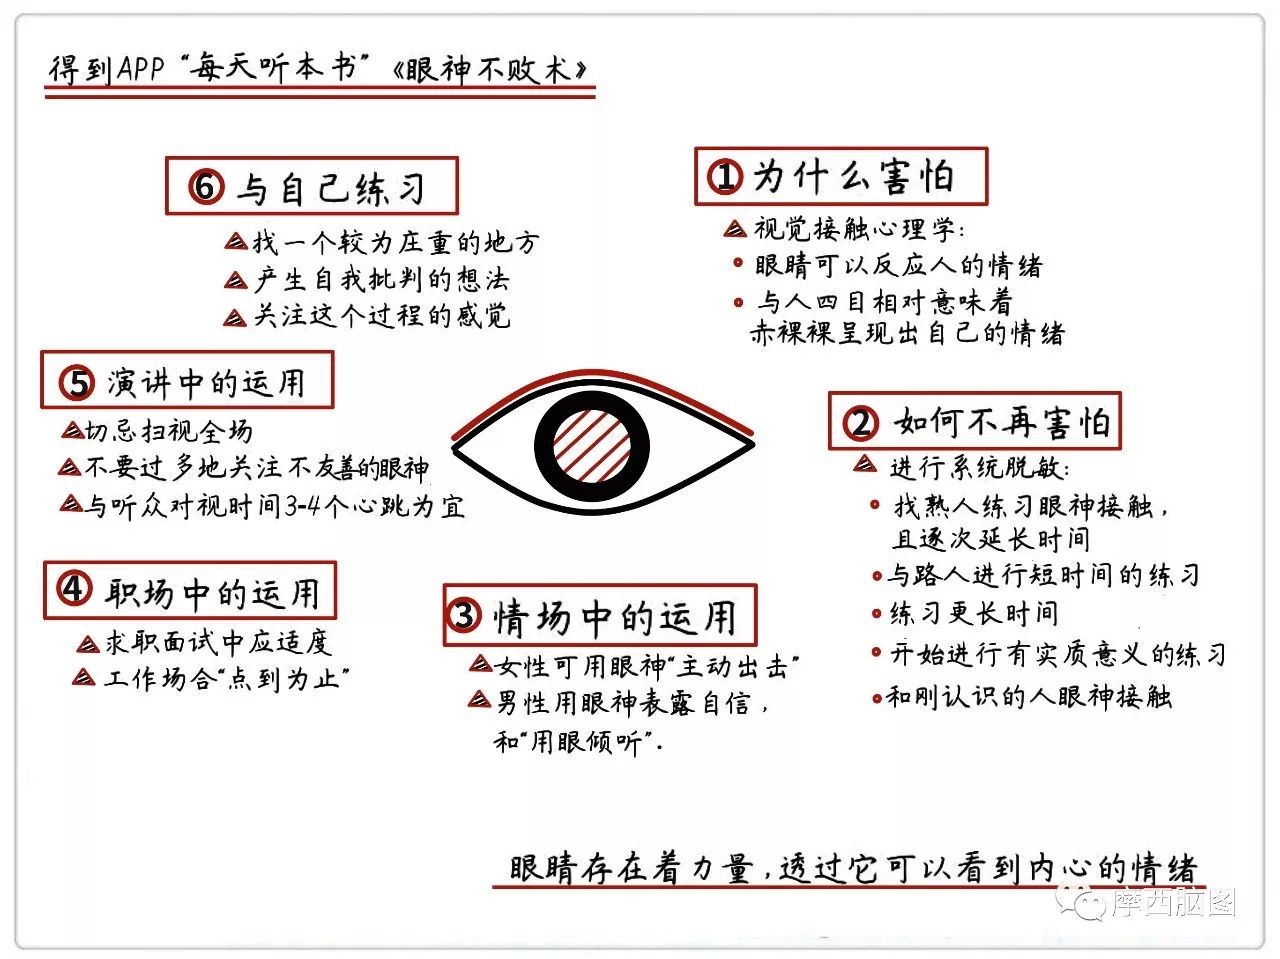 得到APP“每天听本书”《眼神不败术》
① 为什么害怕
视觉接触心理学:
眼睛可以反应人的情绪
与人四目相对意味着
赤裸裸呈现出自己的情绪
② 如何不再害怕
进行系统脱敏:
找熟人练习眼神接触,
且逐次延长时间
与路人进行短时间的练习
练习更长时间
开始进行有实质意义的练习
和刚认识的人眼神接触
③ 情场中的运用
女性可用眼神“主动出击”
男性用眼神表露自信,
和“用眼倾听”.
④ 职场中的运用
求职面试中应适度
工作场合“点到为止”
⑤ 演讲中的运用
切忌扫视全场
不要过多地关注不友善的眼神
与听众对视时间3-4个心跳为宜
⑥ 与自己练习
找一个较为庄重的地方
产生自我批判的想法
关注这个过程的感觉
眼睛存在着力量,透过它可以看到内心的情绪
摩西脑图